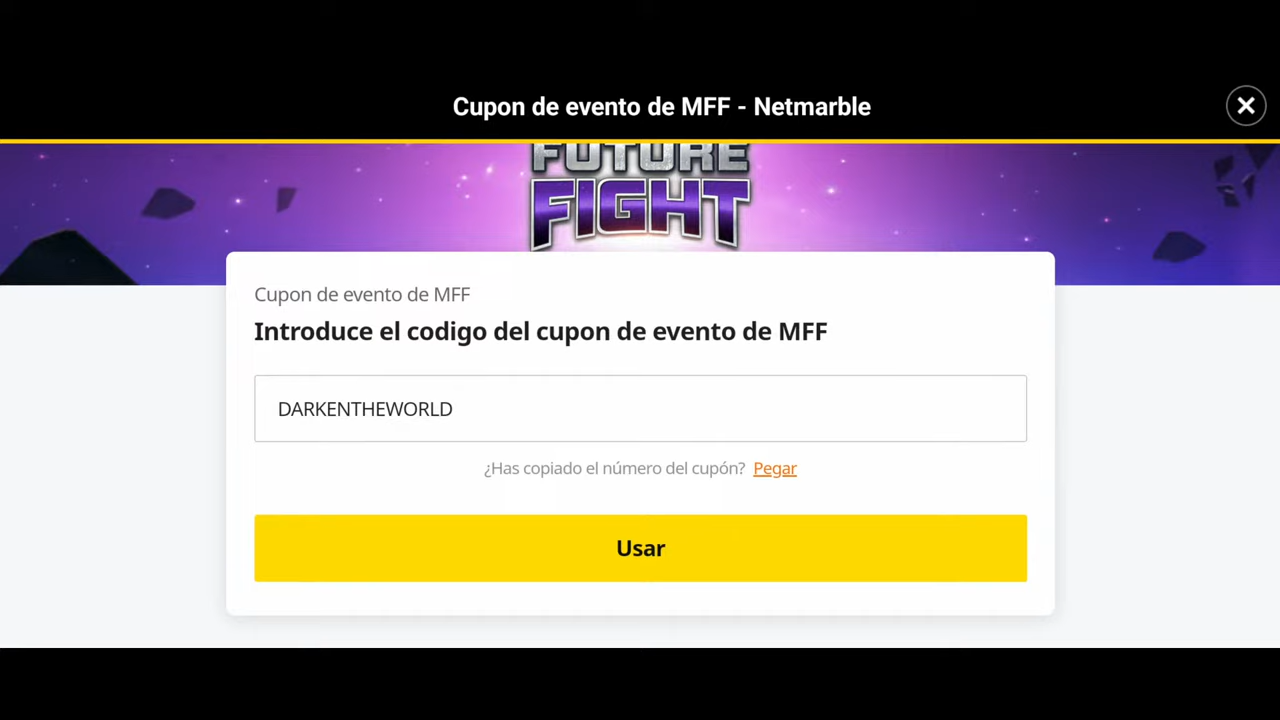 Cupon de evento de MFF - Netmarble
FUTURE
FIGHT
Cupon de evento de MFF
Introduce el codigo del cupon de evento de MFF
DARKENTHEWORLD
¿Has copiado el número del cupón? Pegar
Usar